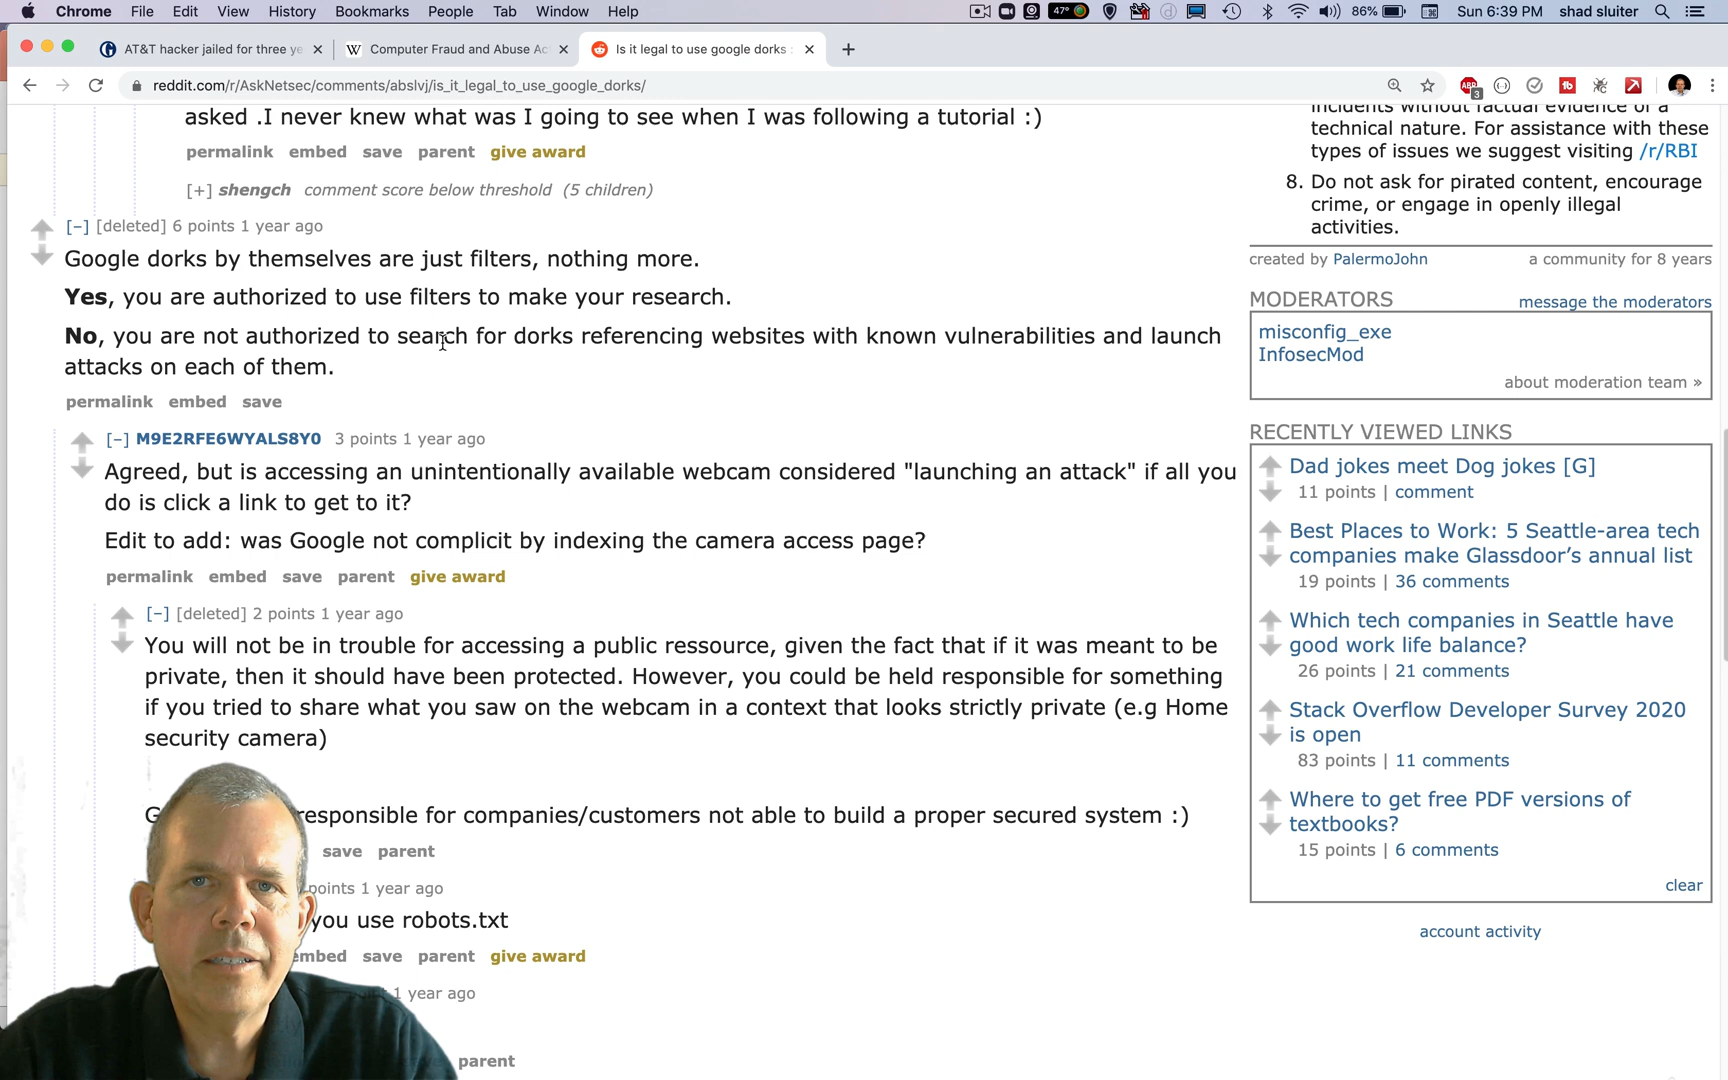 Chrome File Edit View History Bookmarks People Tab Window Help 47° 86% Sun 6:39 PM shad sluiter
AT&T hacker jailed for three ye W Computer Fraud and Abuse Ac Is it legal to use google dorks :
reddit.com/r/AskNetsec/comments/abslvj/is_it_legal_to_use_google_dorks/ ABP 3
asked .I never knew what was I going to see when I was following a tutorial :)
permalink embed save parent give award
[+] shengch comment score below threshold (5 children)
[–] [deleted] 6 points 1 year ago
Google dorks by themselves are just filters, nothing more.
Yes, you are authorized to use filters to make your research.
No, you are not authorized to search for dorks referencing websites with known vulnerabilities and launch
attacks on each of them.
permalink embed save
[–] M9E2RFE6WYALS8Y0 3 points 1 year ago
Agreed, but is accessing an unintentionally available webcam considered "launching an attack" if all you
do is click a link to get to it?
Edit to add: was Google not complicit by indexing the camera access page?
permalink embed save parent give award
[–] [deleted] 2 points 1 year ago
You will not be in trouble for accessing a public ressource, given the fact that if it was meant to be
private, then it should have been protected. However, you could be held responsible for something
if you tried to share what you saw on the webcam in a context that looks strictly private (e.g Home
security camera)
responsible for companies/customers not able to build a proper secured system :)
save parent
points 1 year ago
you use robots.txt
embed save parent give award
1 year ago
parent
incidents without factual evidence of a
technical nature. For assistance with these
types of issues we suggest visiting /r/RBI
8. Do not ask for pirated content, encourage
crime, or engage in openly illegal
activities.
created by PalermoJohn a community for 8 years
MODERATORS message the moderators
misconfig_exe
InfosecMod
about moderation team »
RECENTLY VIEWED LINKS
Dad jokes meet Dog jokes [G]
11 points | comment
Best Places to Work: 5 Seattle-area tech
companies make Glassdoor’s annual list
19 points | 36 comments
Which tech companies in Seattle have
good work life balance?
26 points | 21 comments
Stack Overflow Developer Survey 2020
is open
83 points | 11 comments
Where to get free PDF versions of
textbooks?
15 points | 6 comments
clear
account activity